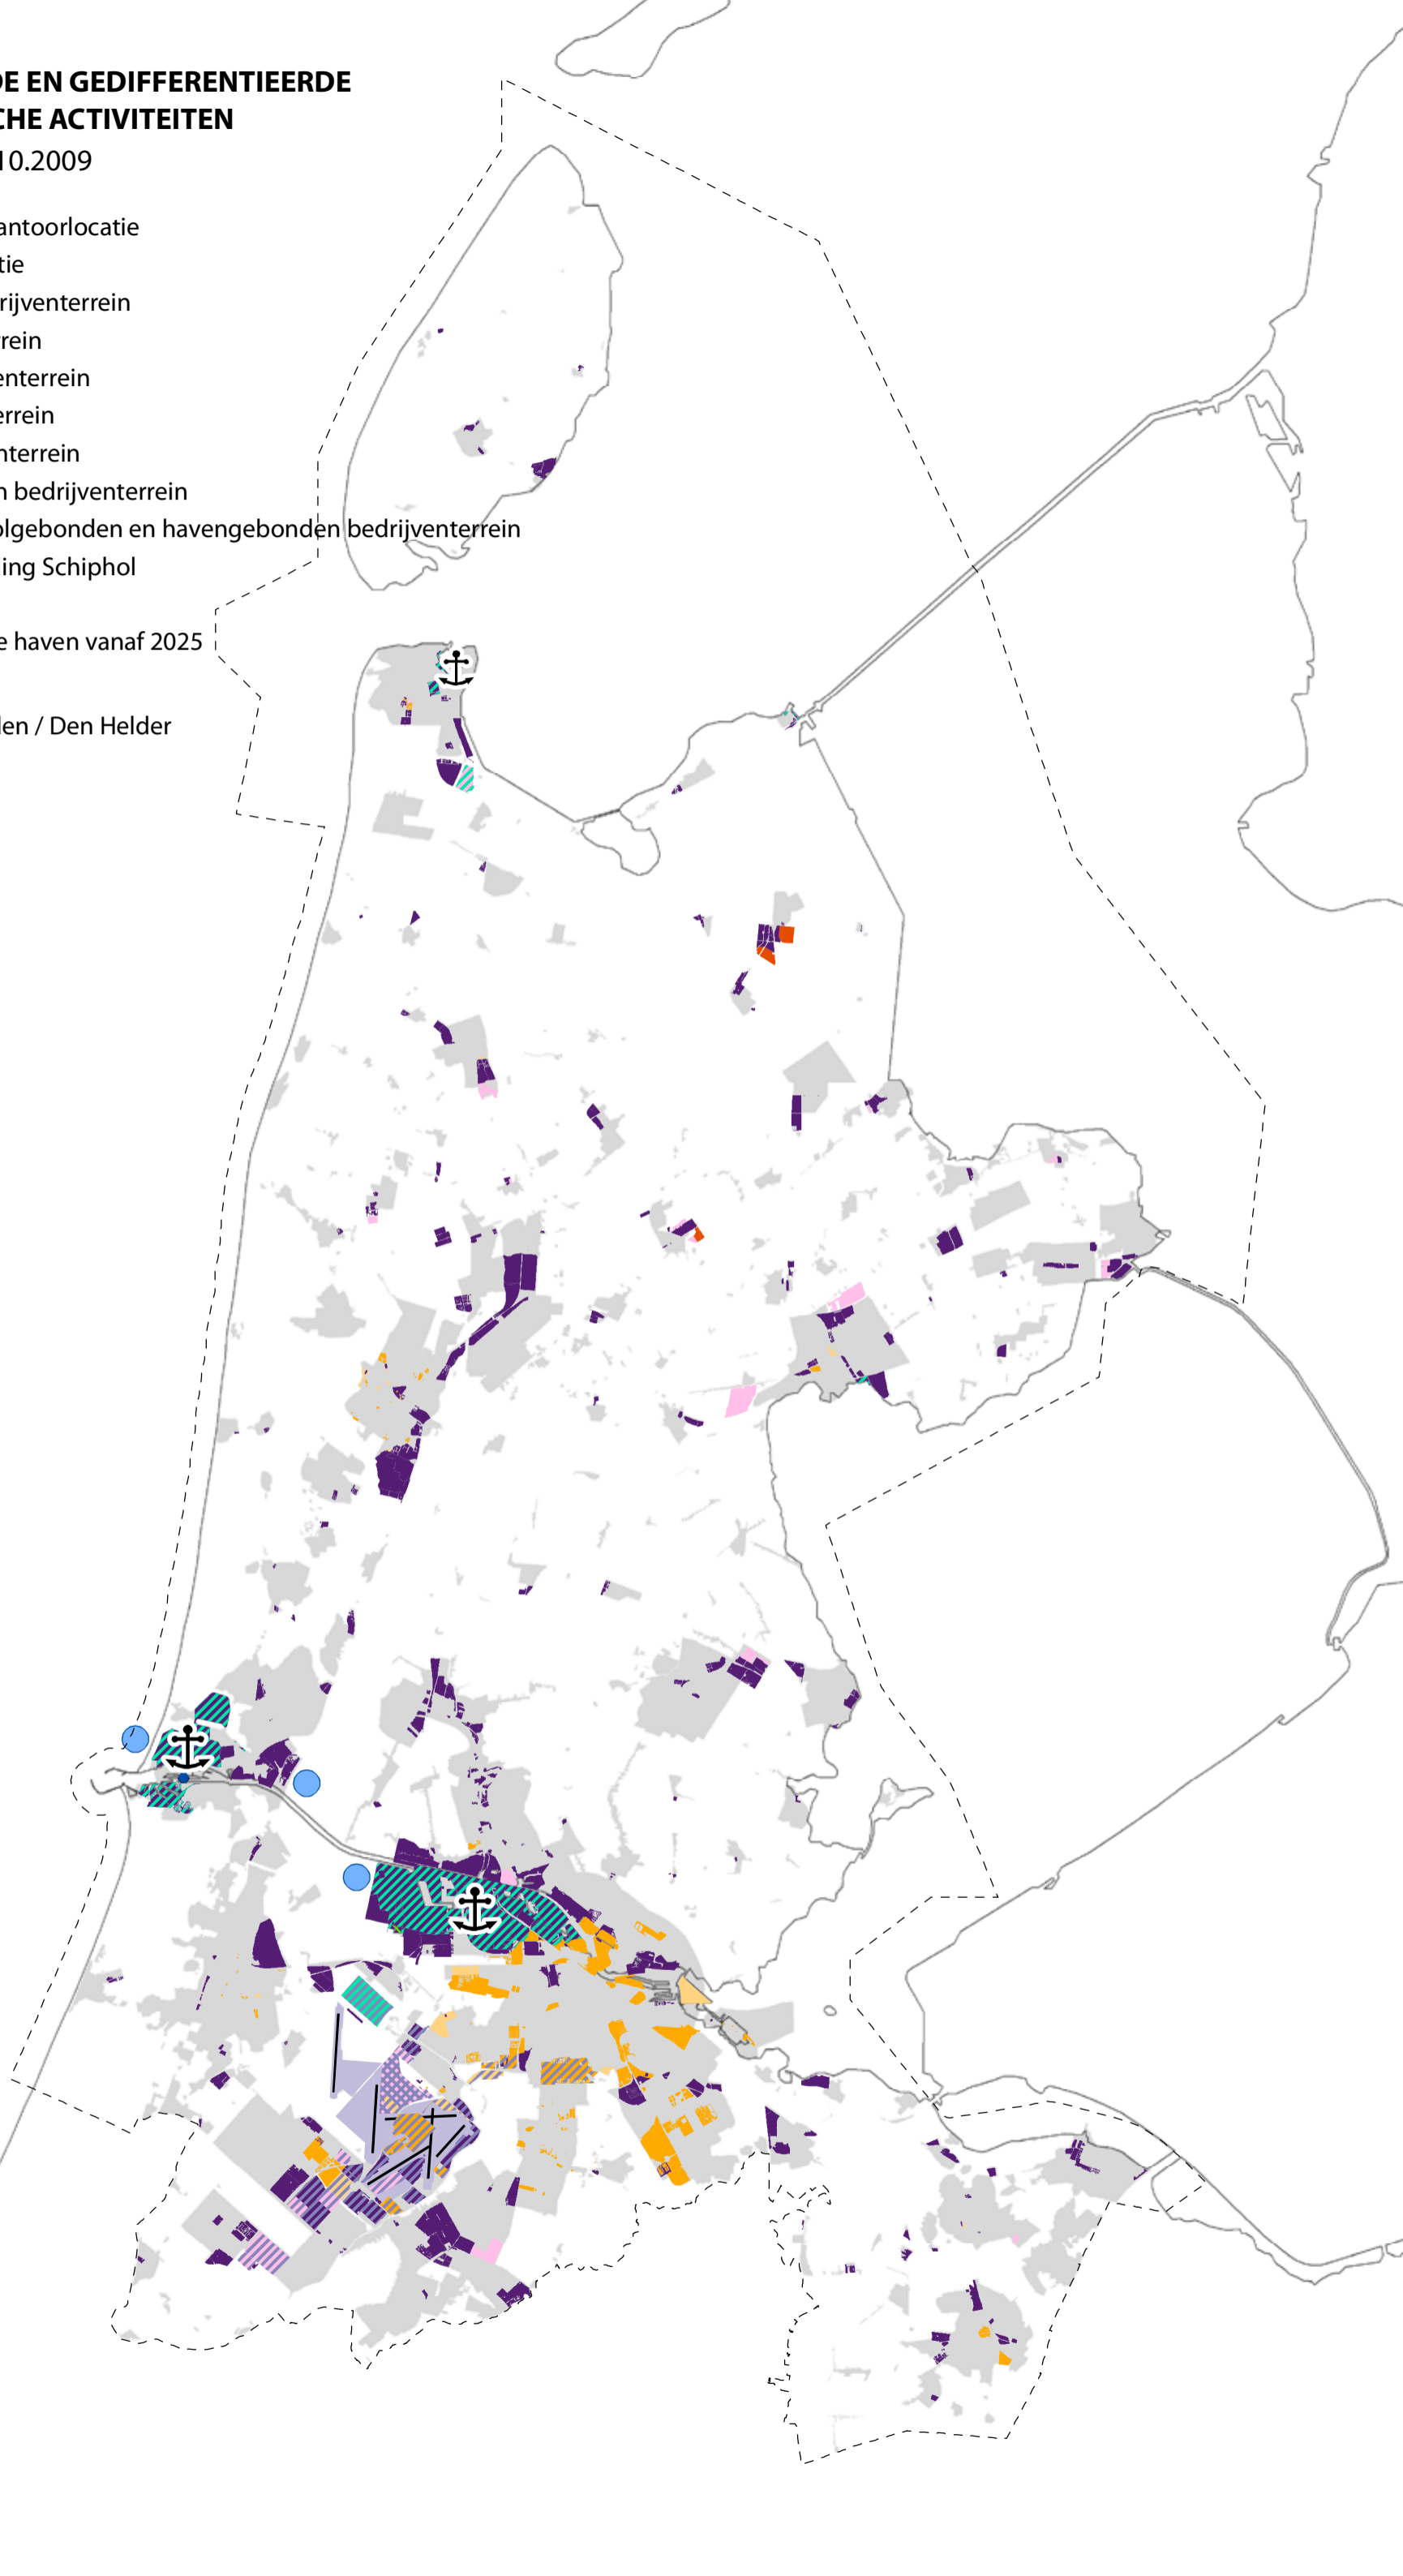 DE EN GEDIFFERENTIEERDE
CHE ACTIVITEITEN
10.2009
antoorlocatie
tie
rijventerrein
rrein
enterrein
errein
nterrein
n bedrijventerrein
olgebonden en havengebonden bedrijventerrein
ing Schiphol
e haven vanaf 2025
den / Den Helder